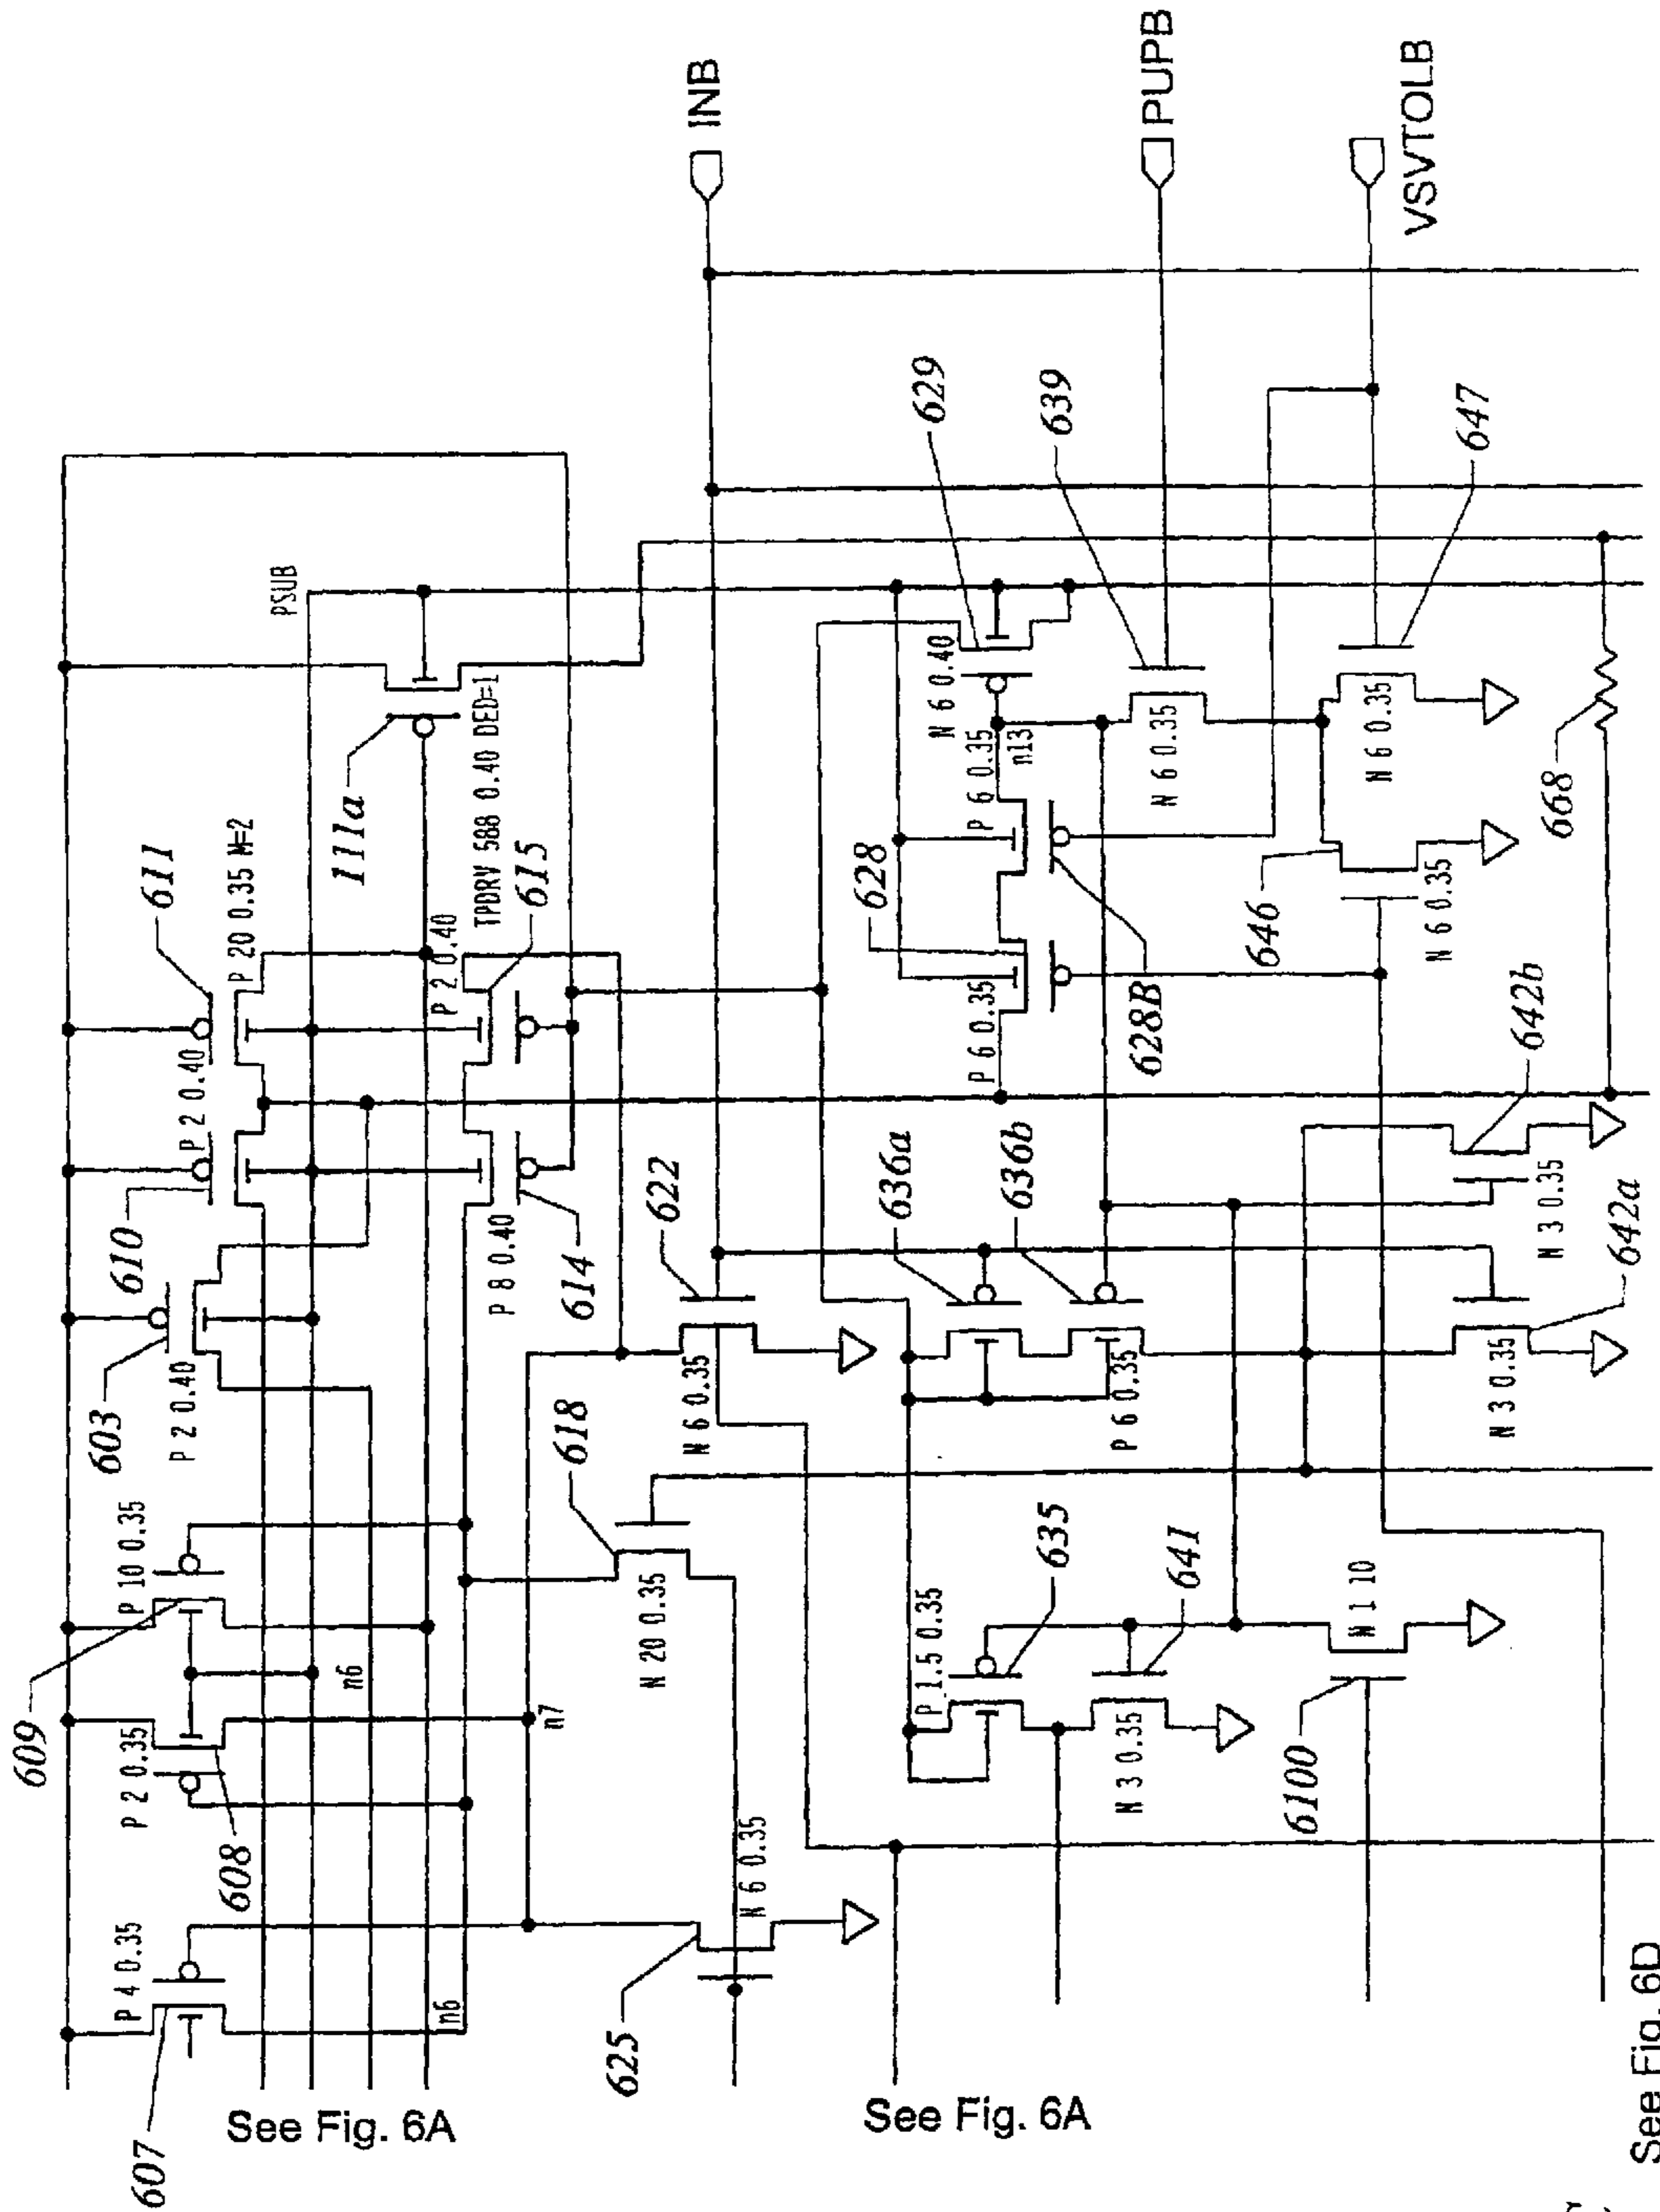 INB
PUPB
VSVTOLB
PSUB
611
P 20 0.35 M=2
111a
TPDRV 588 0.40 DED=1
P 2 0.40
615
610
P 2 0.40
603
P 2 0.40
P 8 0.40
614
609
P 10 0.35
P 2 0.35
608
n6
P 4 0.35
607
n6
n7
See Fig. 6A
618
N 20 0.35
622
N 6 0.35
625
N 6 0.35
See Fig. 6A
629
N 6 0.40
628
P 6 0.35
n13
P 6 0.35
628B
639
N 6 0.35
647
N 6 0.35
646
N 6 0.35
668
636a
636b
P 6 0.35
642b
N 3 0.35
642a
N 3 0.35
635
P 1.5 0.35
641
N 3 0.35
6100
N 1 10
See Fig. 6D